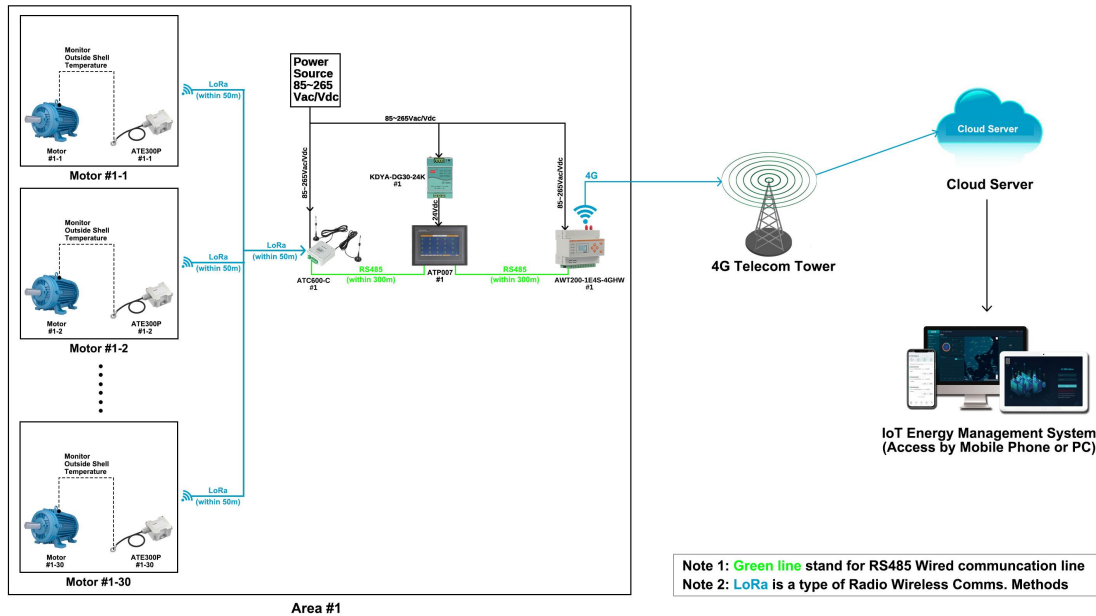 Monitor
Outside Shell
Temperature
Motor
#1-1
ATE300P
#1-1
Motor #1-1
LoRa
(within 50m)
Monitor
Outside Shell
Temperature
Motor
#1-2
ATE300P
#1-2
Motor #1-2
LoRa
(within 50m)
Monitor
Outside Shell
Temperature
Motor
#1-30
ATE300P
#1-30
Motor #1-30
LoRa
(within 50m)
LoRa
(within 50m)
Power
Source
85~265
Vac/Vdc
85~265Vac/Vdc
85~265Vac/Vdc
85~265Vac/Vdc
KDYA-DG30-24K
#1
24Vdc
ATC600-C
#1
RS485
(within 300m)
ATP007
#1
RS485
(within 300m)
AWT200-1E4S-4GHW
#1
4G
Area #1
4G Telecom Tower
Cloud Server
Cloud Server
IoT Energy Management System
(Access by Mobile Phone or PC)
Note 1: Green line stand for RS485 Wired communcation line
Note 2: LoRa is a type of Radio Wireless Comms. Methods